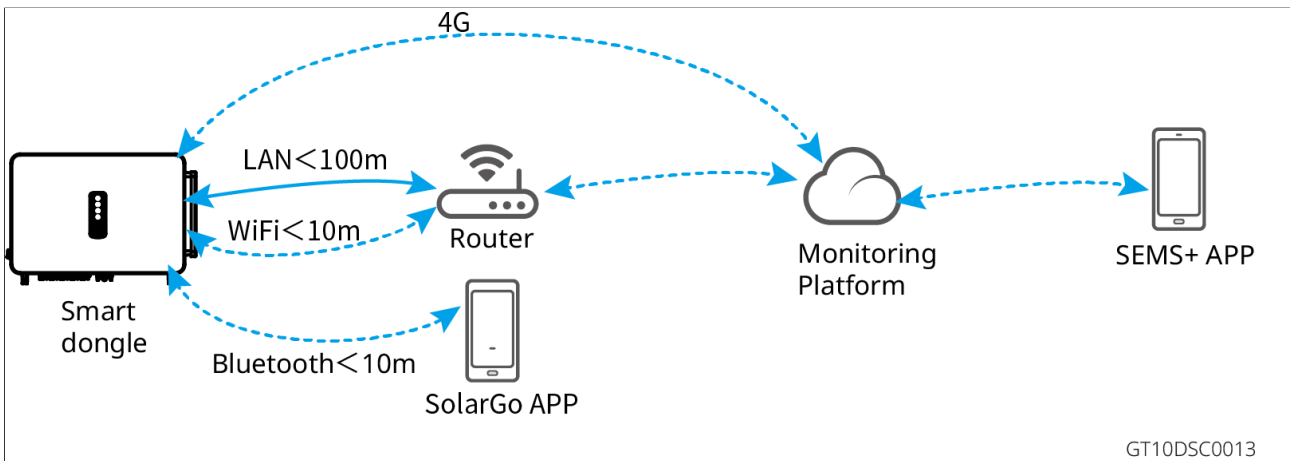 4G
LAN＜100m
WiFi＜10m
Router
Smart
dongle
Bluetooth＜10m
SolarGo APP
Monitoring
Platform
SEMS+ APP
GT10DSC0013